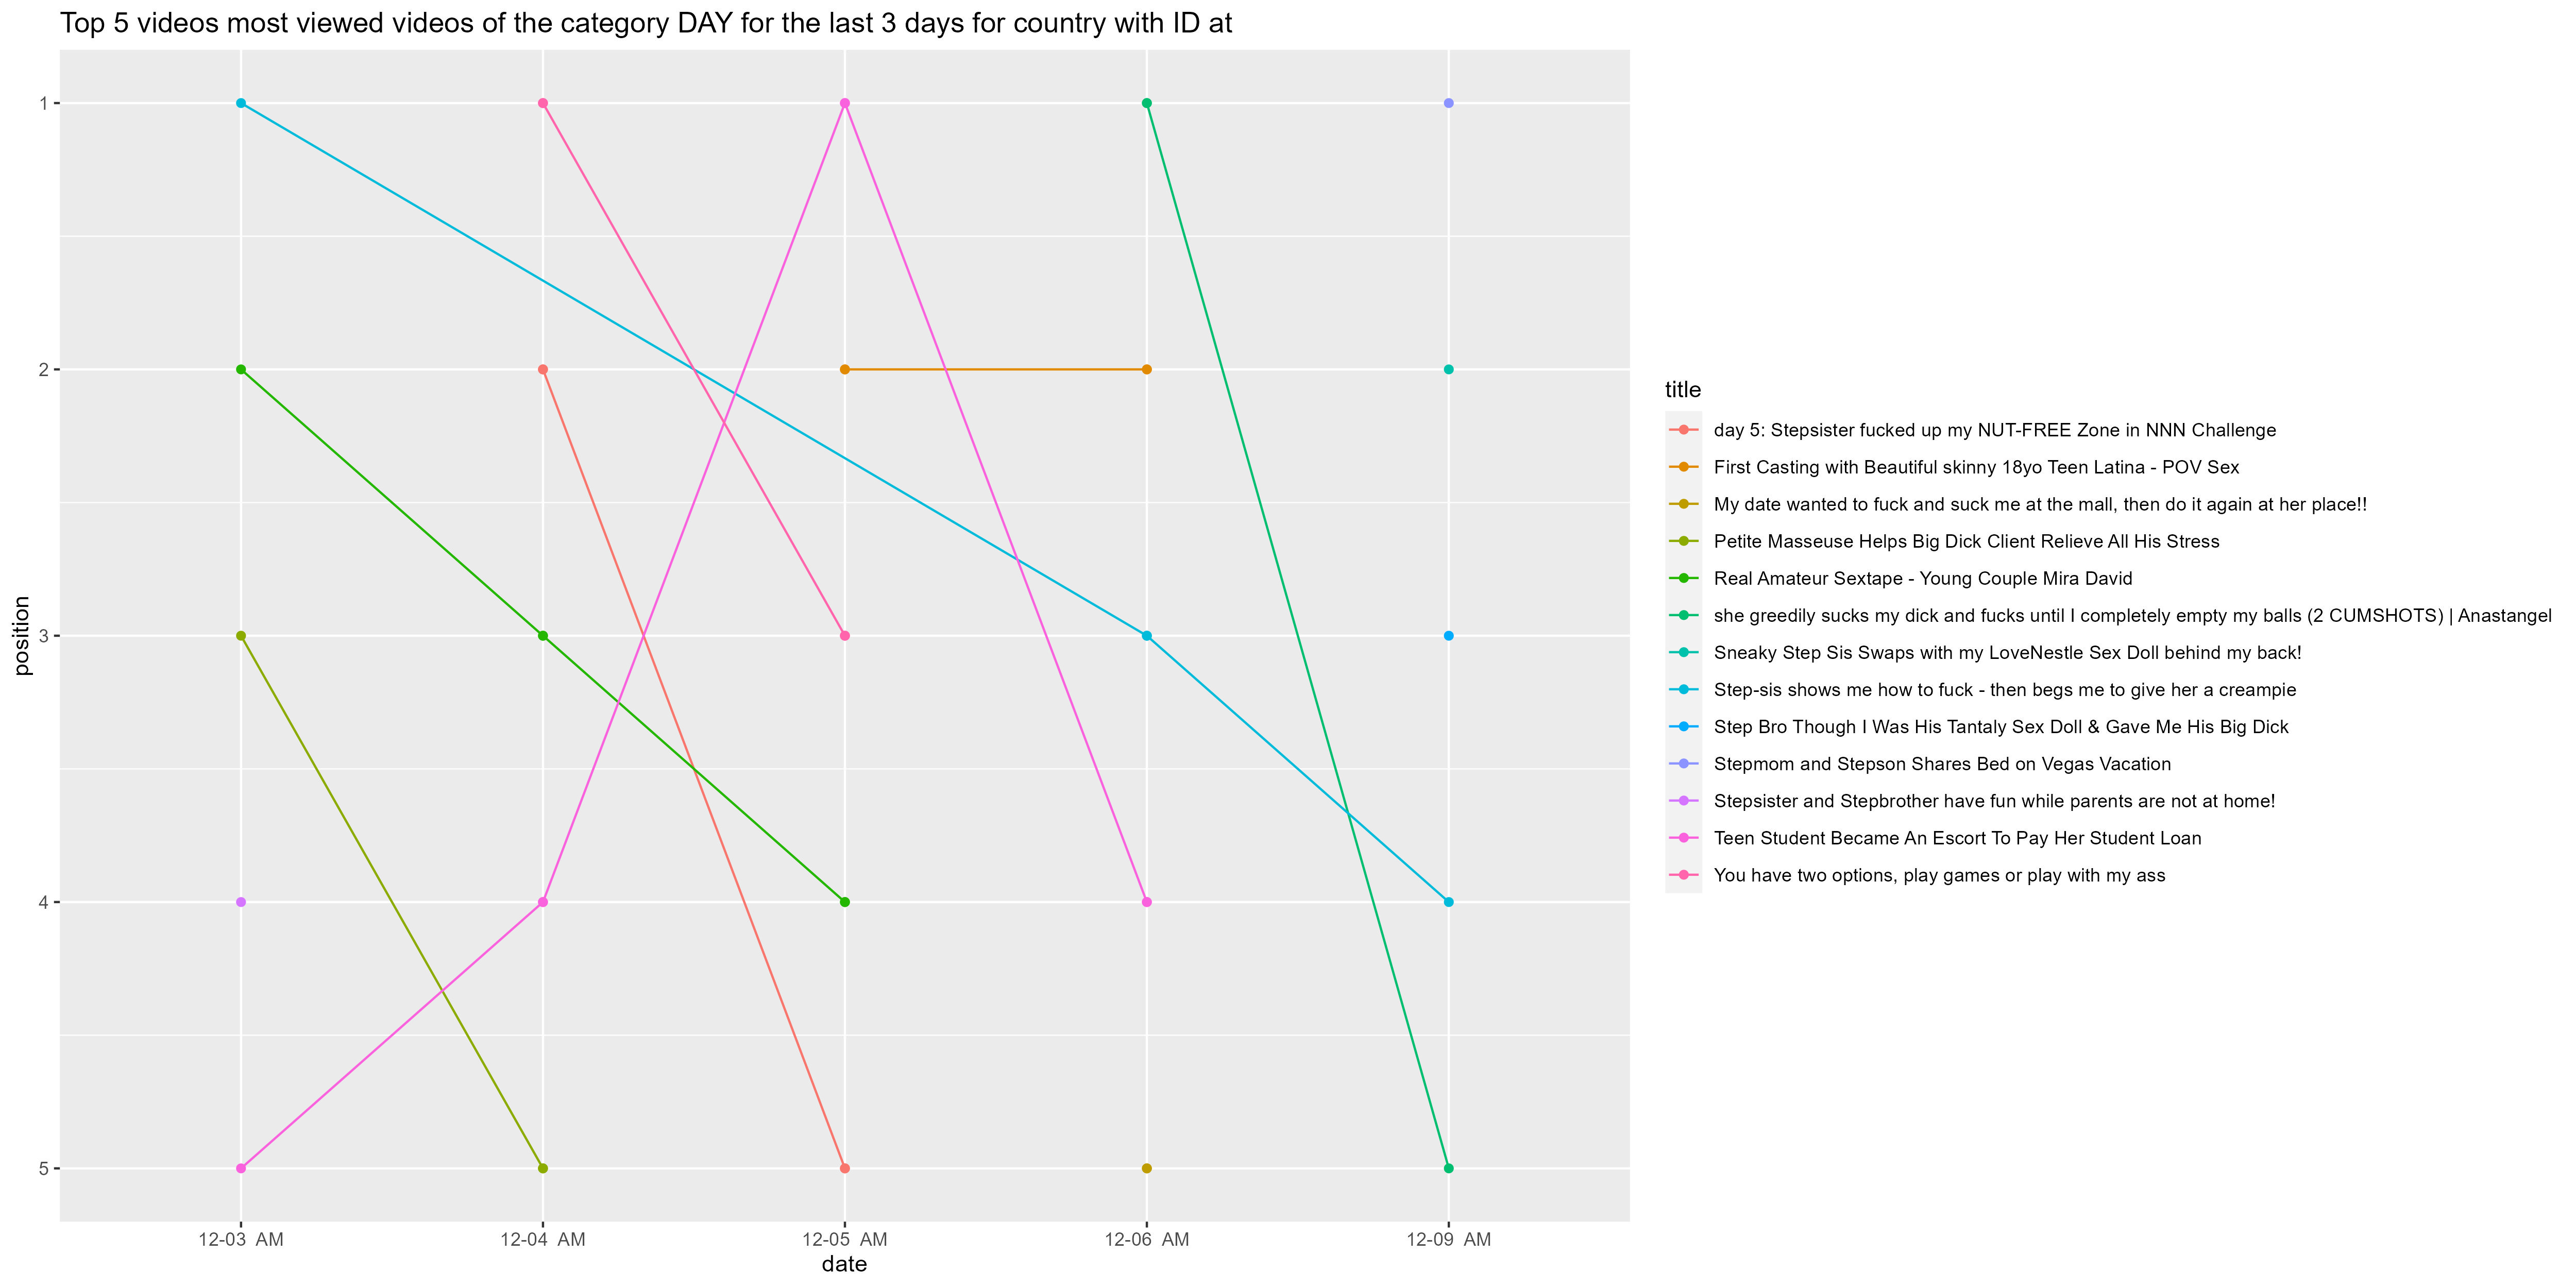 Top 5 videos most viewed videos of the category DAY for the last 3 days for country with ID at
position
1
2
3
4
5
12-03 AM
12-04 AM
12-05 AM
12-06 AM
12-09 AM
date
title
day 5: Stepsister fucked up my NUT-FREE Zone in NNN Challenge
First Casting with Beautiful skinny 18yo Teen Latina - POV Sex
My date wanted to fuck and suck me at the mall, then do it again at her place!!
Petite Masseuse Helps Big Dick Client Relieve All His Stress
Real Amateur Sextape - Young Couple Mira David
she greedily sucks my dick and fucks until I completely empty my balls (2 CUMSHOTS) | Anastangel
Sneaky Step Sis Swaps with my LoveNestle Sex Doll behind my back!
Step-sis shows me how to fuck - then begs me to give her a creampie
Step Bro Though I Was His Tantaly Sex Doll & Gave Me His Big Dick
Stepmom and Stepson Shares Bed on Vegas Vacation
Stepsister and Stepbrother have fun while parents are not at home!
Teen Student Became An Escort To Pay Her Student Loan
You have two options, play games or play with my ass